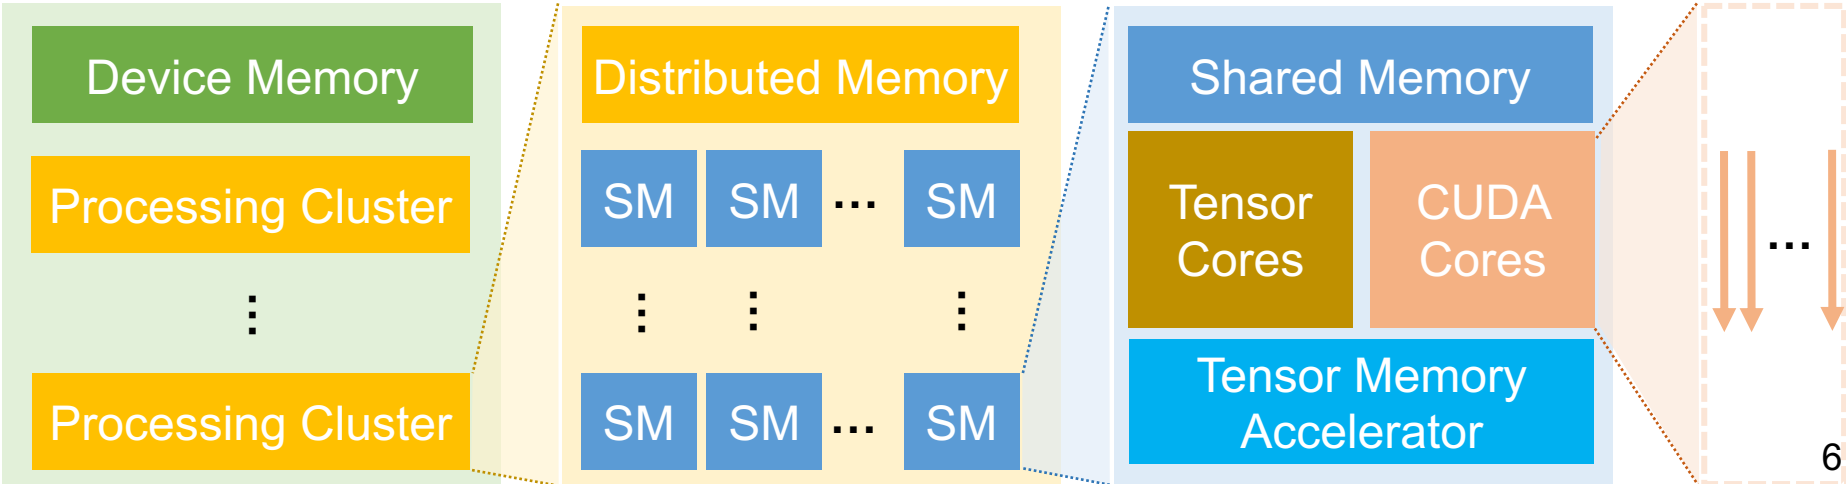 Device Memory
Processing Cluster
⋮
Processing Cluster
Distributed Memory
SM SM ... SM
⋮ ⋮ ⋮
SM SM ... SM
Shared Memory
Tensor
Cores
CUDA
Cores
Tensor Memory
Accelerator
...
6